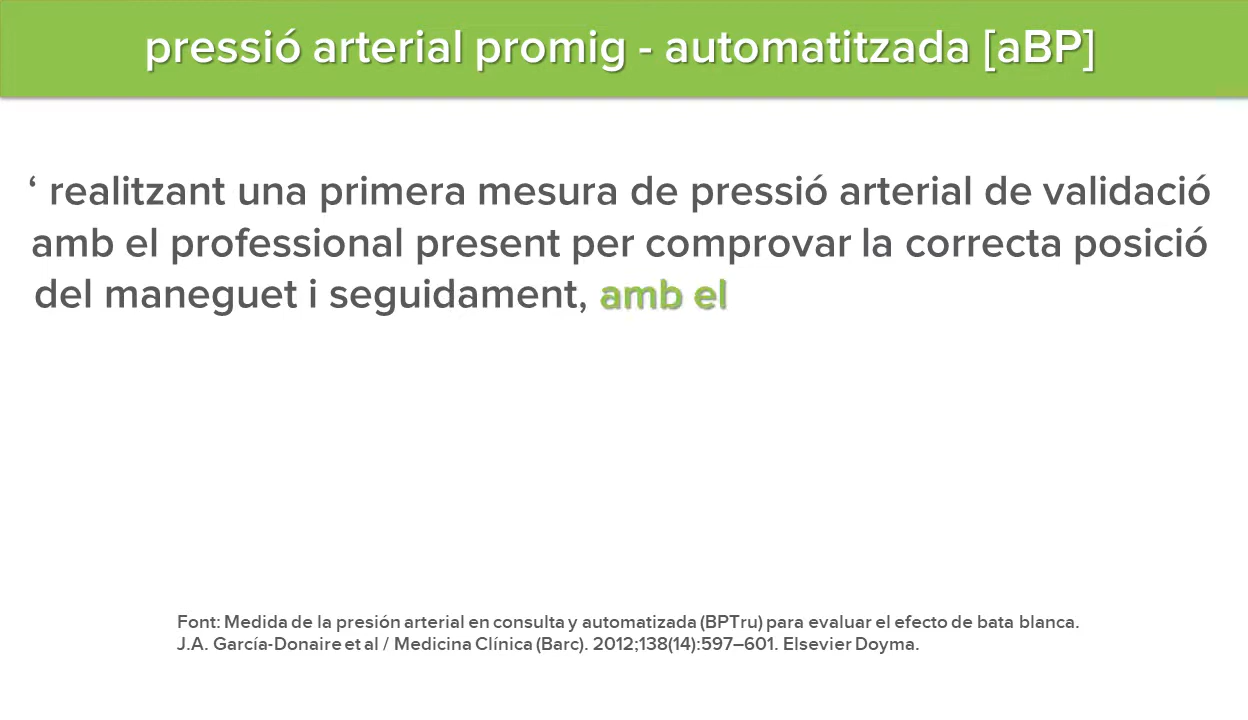 pressió arterial promig - automatitzada [aBP]
‘ realitzant una primera mesura de pressió arterial de validació
amb el professional present per comprovar la correcta posició
del maneguet i seguidament, amb el
Font: Medida de la presión arterial en consulta y automatizada (BPTru) para evaluar el efecto de bata blanca.
J.A. García-Donaire et al / Medicina Clínica (Barc). 2012;138(14):597–601. Elsevier Doyma.